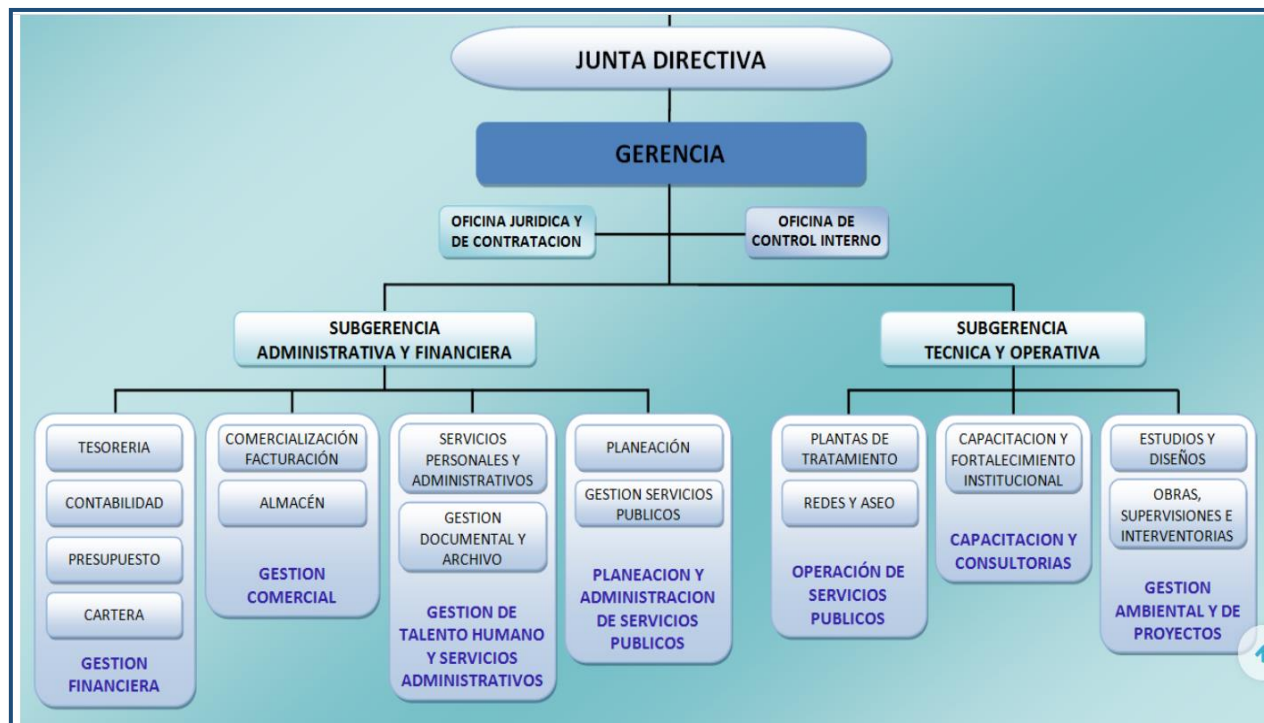 JUNTA DIRECTIVA
GERENCIA
OFICINA JURIDICA Y
DE CONTRATACION
OFICINA DE
CONTROL INTERNO
SUBGERENCIA
ADMINISTRATIVA Y FINANCIERA
SUBGERENCIA
TECNICA Y OPERATIVA
TESORERIA
CONTABILIDAD
PRESUPUESTO
CARTERA
GESTION
FINANCIERA
COMERCIALIZACIÓN
FACTURACIÓN
ALMACÉN
GESTION
COMERCIAL
SERVICIOS
PERSONALES Y
ADMINISTRATIVOS
GESTION
DOCUMENTAL Y
ARCHIVO
GESTION DE
TALENTO HUMANO
Y SERVICIOS
ADMINISTRATIVOS
PLANEACIÓN
GESTION SERVICIOS
PUBLICOS
PLANEACION Y
ADMINISTRACION
DE SERVICIOS
PUBLICOS
PLANTAS DE
TRATAMIENTO
REDES Y ASEO
OPERACIÓN DE
SERVICIOS
PUBLICOS
CAPACITACION Y
FORTALECIMIENTO
INSTITUCIONAL
CAPACITACION Y
CONSULTORIAS
ESTUDIOS Y
DISEÑOS
OBRAS,
SUPERVISIONES E
INTERVENTORIAS
GESTION
AMBIENTAL Y DE
PROYECTOS